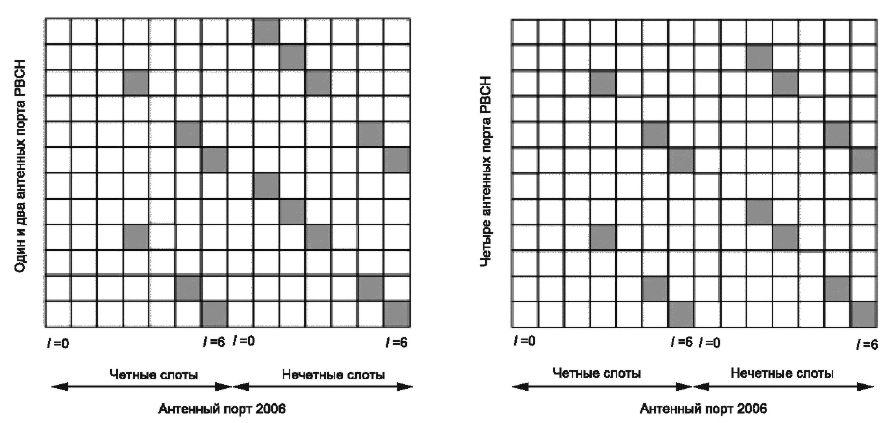 Один и два антенных порта PBCH
l =0
l =6
l =0
l =6
Четные слоты
Нечетные слоты
Антенный порт 2006
Четыре антенных порта PBCH
l =0
l =6
l =0
l =6
Четные слоты
Нечетные слоты
Антенный порт 2006